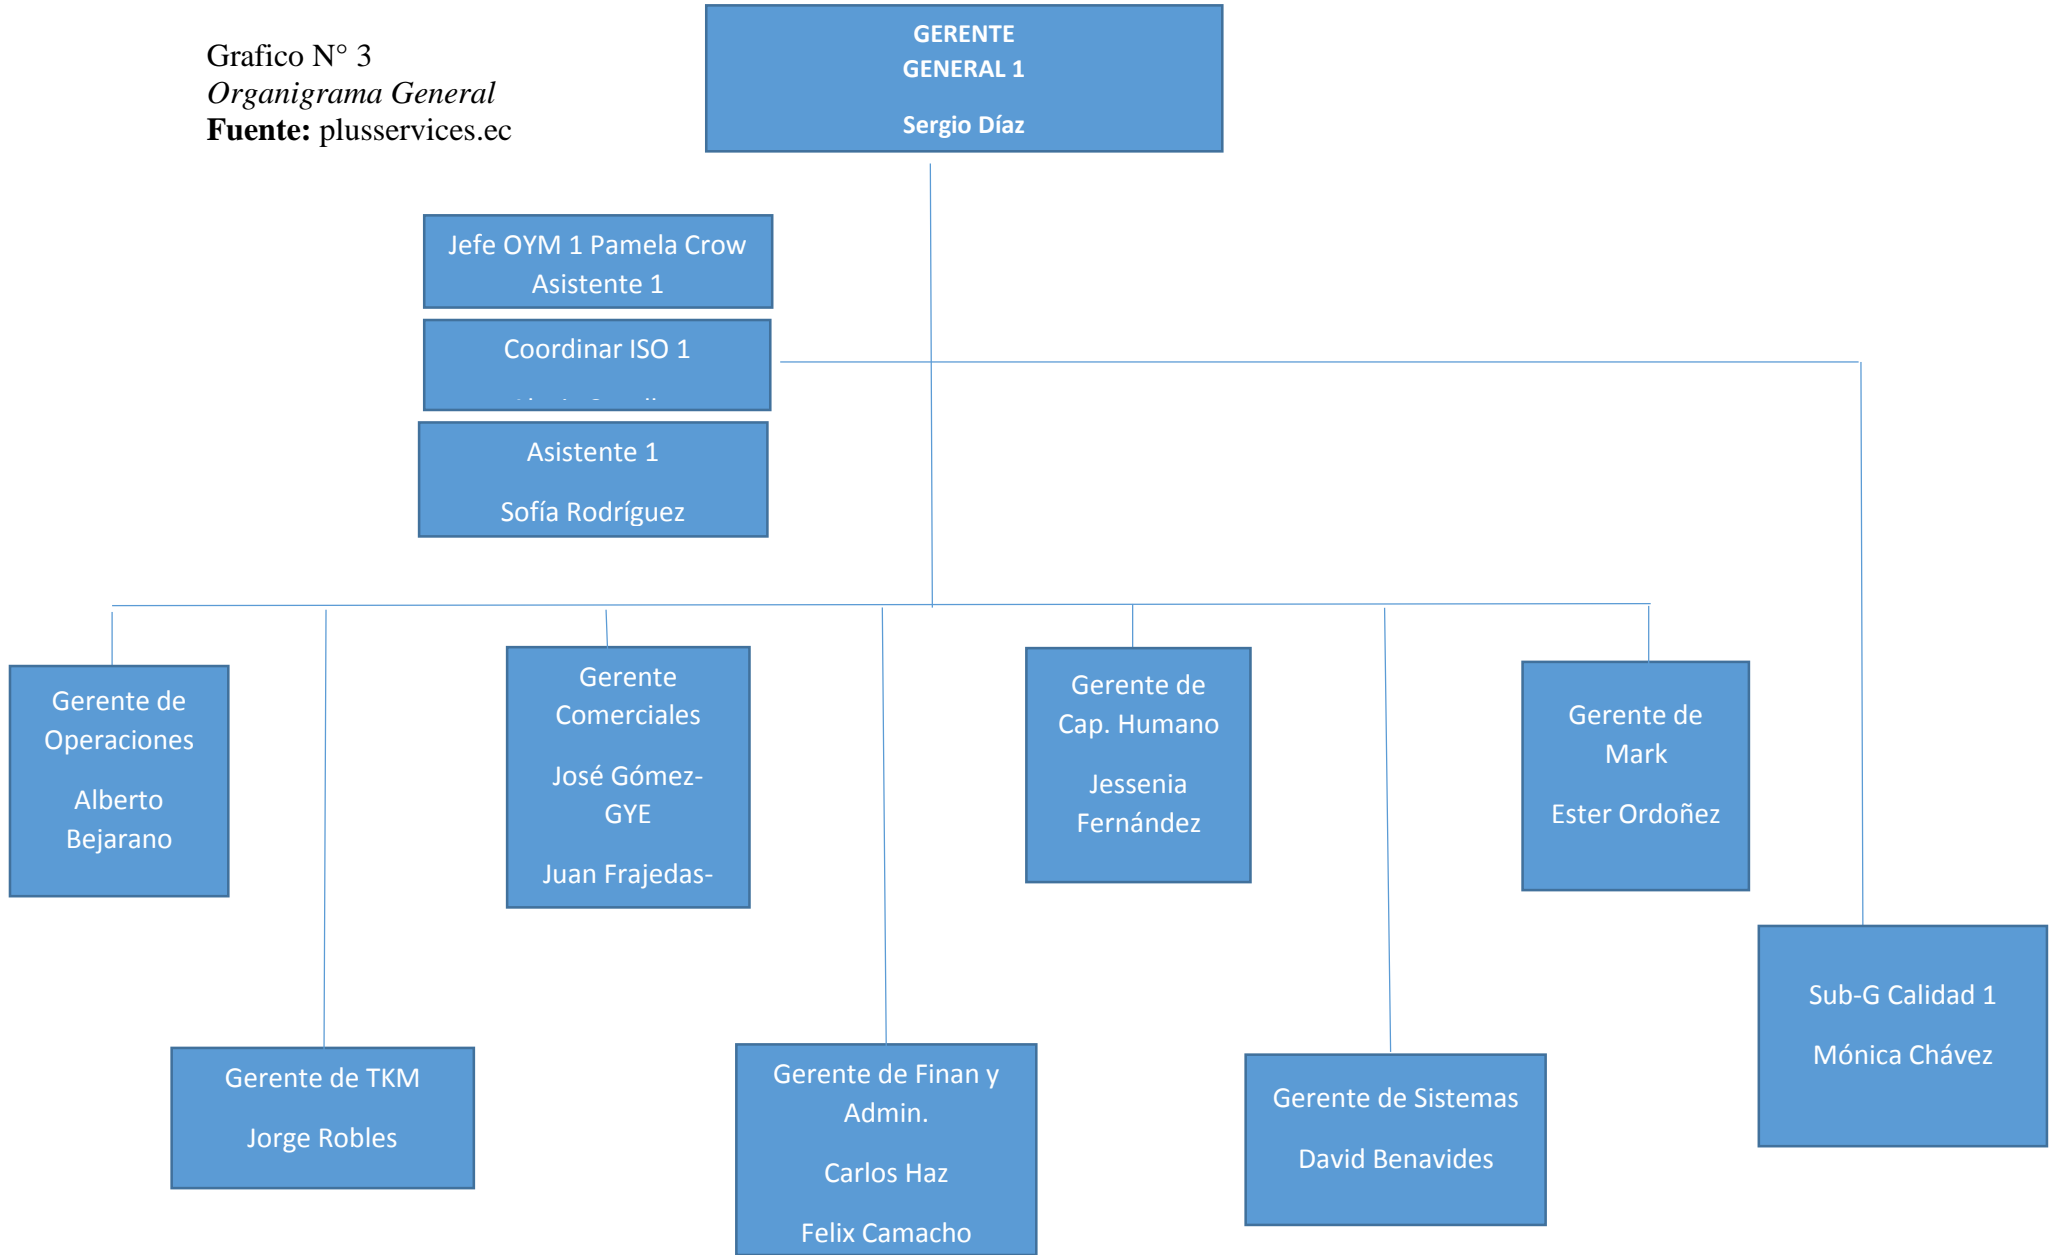 Grafico N° 3
Organigrama General
Fuente: plusservices.ec
GERENTE
GENERAL 1
Sergio Díaz
Jefe OYM 1 Pamela Crow
Asistente 1
Coordinar ISO 1
Asistente 1
Sofía Rodríguez
Gerente de
Operaciones
Alberto
Bejarano
Gerente
Comerciales
José Gómez-
GYE
Juan Frajedas-
Gerente de
Cap. Humano
Jessenia
Fernández
Gerente de
Mark
Ester Ordoñez
Sub-G Calidad 1
Mónica Chávez
Gerente de TKM
Jorge Robles
Gerente de Finan y
Admin.
Carlos Haz
Felix Camacho
Gerente de Sistemas
David Benavides